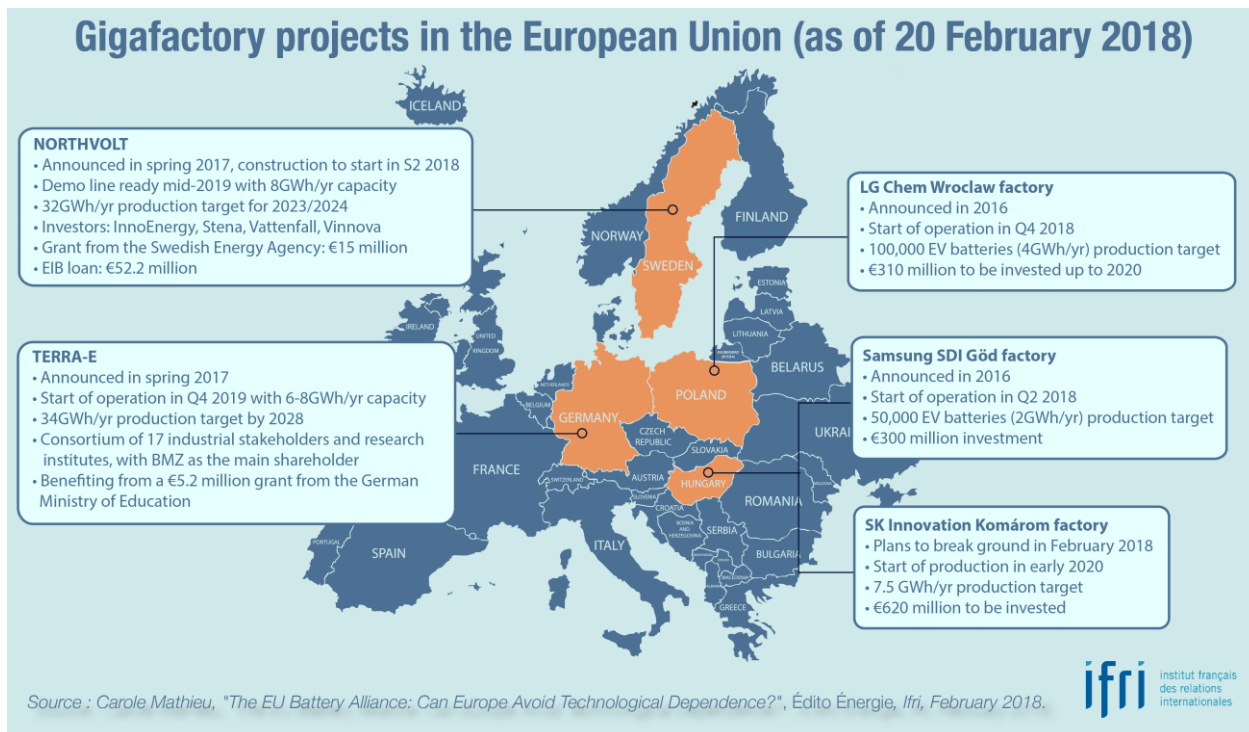 Gigafactory projects in the European Union (as of 20 February 2018)
ICELAND
NORTHVOLT
• Announced in spring 2017, construction to start in S2 2018
• Demo line ready mid-2019 with 8GWh/yr capacity
• 32GWh/yr production target for 2023/2024
• Investors: InnoEnergy, Stena, Vattenfall, Vinnova
• Grant from the Swedish Energy Agency: €15 million
• EIB loan: €52.2 million
LG Chem Wroclaw factory
• Announced in 2016
• Start of operation in Q4 2018
• 100,000 EV batteries (4GWh/yr) production target
• €310 million to be invested up to 2020
FINLAND
NORWAY
SWEDEN
ESTONIA
LATVIA
LITHUANIA
IRELAND
UNITED
KINGDOM
BELARUS
TERRA-E
• Announced in spring 2017
• Start of operation in Q4 2019 with 6-8GWh/yr capacity
• 34GWh/yr production target by 2028
• Consortium of 17 industrial stakeholders and research
institutes, with BMZ as the main shareholder
• Benefiting from a €5.2 million grant from the German
Ministry of Education
Samsung SDI Göd factory
• Announced in 2016
• Start of operation in Q2 2018
• 50,000 EV batteries (2GWh/yr) production target
• €300 million investment
NETHERLANDS
BELGIUM
GERMANY
POLAND
CZECH
REPUBLIC
UKRAI
SLOVAKIA
FRANCE
SWITZERLAND
AUSTRIA
HUNGARY
SLOVENIA
CROATIA
ROMANIA
MOLDOVA
BOSNIA
AND
HERZEGOVINA
SERBIA
ITALY
BULGARIA
MACEDONIA
GREECE
PORTUGAL
SPAIN
SK Innovation Komárom factory
• Plans to break ground in February 2018
• Start of production in early 2020
• 7.5 GWh/yr production target
• €620 million to be invested
Source : Carole Mathieu, "The EU Battery Alliance: Can Europe Avoid Technological Dependence?", Édito Énergie, Ifri, February 2018.
ifri
institut français
des relations
internationales